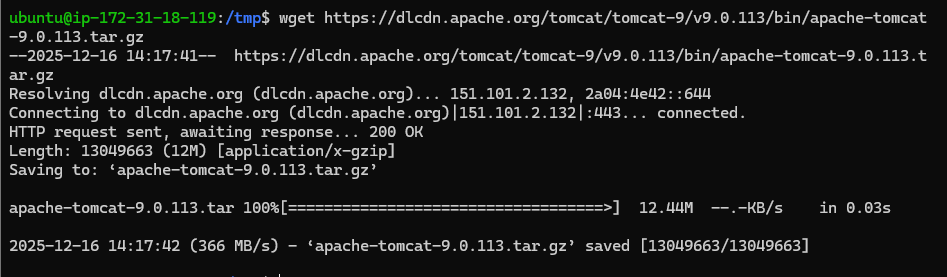 ubuntu@ip-172-31-18-119:/tmp$ wget https://dlcdn.apache.org/tomcat/tomcat-9/v9.0.113/bin/apache-tomcat
-9.0.113.tar.gz
--2025-12-16 14:17:41--  https://dlcdn.apache.org/tomcat/tomcat-9/v9.0.113/bin/apache-tomcat-9.0.113.t
ar.gz
Resolving dlcdn.apache.org (dlcdn.apache.org)... 151.101.2.132, 2a04:4e42::644
Connecting to dlcdn.apache.org (dlcdn.apache.org)|151.101.2.132|:443... connected.
HTTP request sent, awaiting response... 200 OK
Length: 13049663 (12M) [application/x-gzip]
Saving to: ‘apache-tomcat-9.0.113.tar.gz’
apache-tomcat-9.0.113.tar 100%[===================================>]  12.44M  --.-KB/s    in 0.03s
2025-12-16 14:17:42 (366 MB/s) - ‘apache-tomcat-9.0.113.tar.gz’ saved [13049663/13049663]